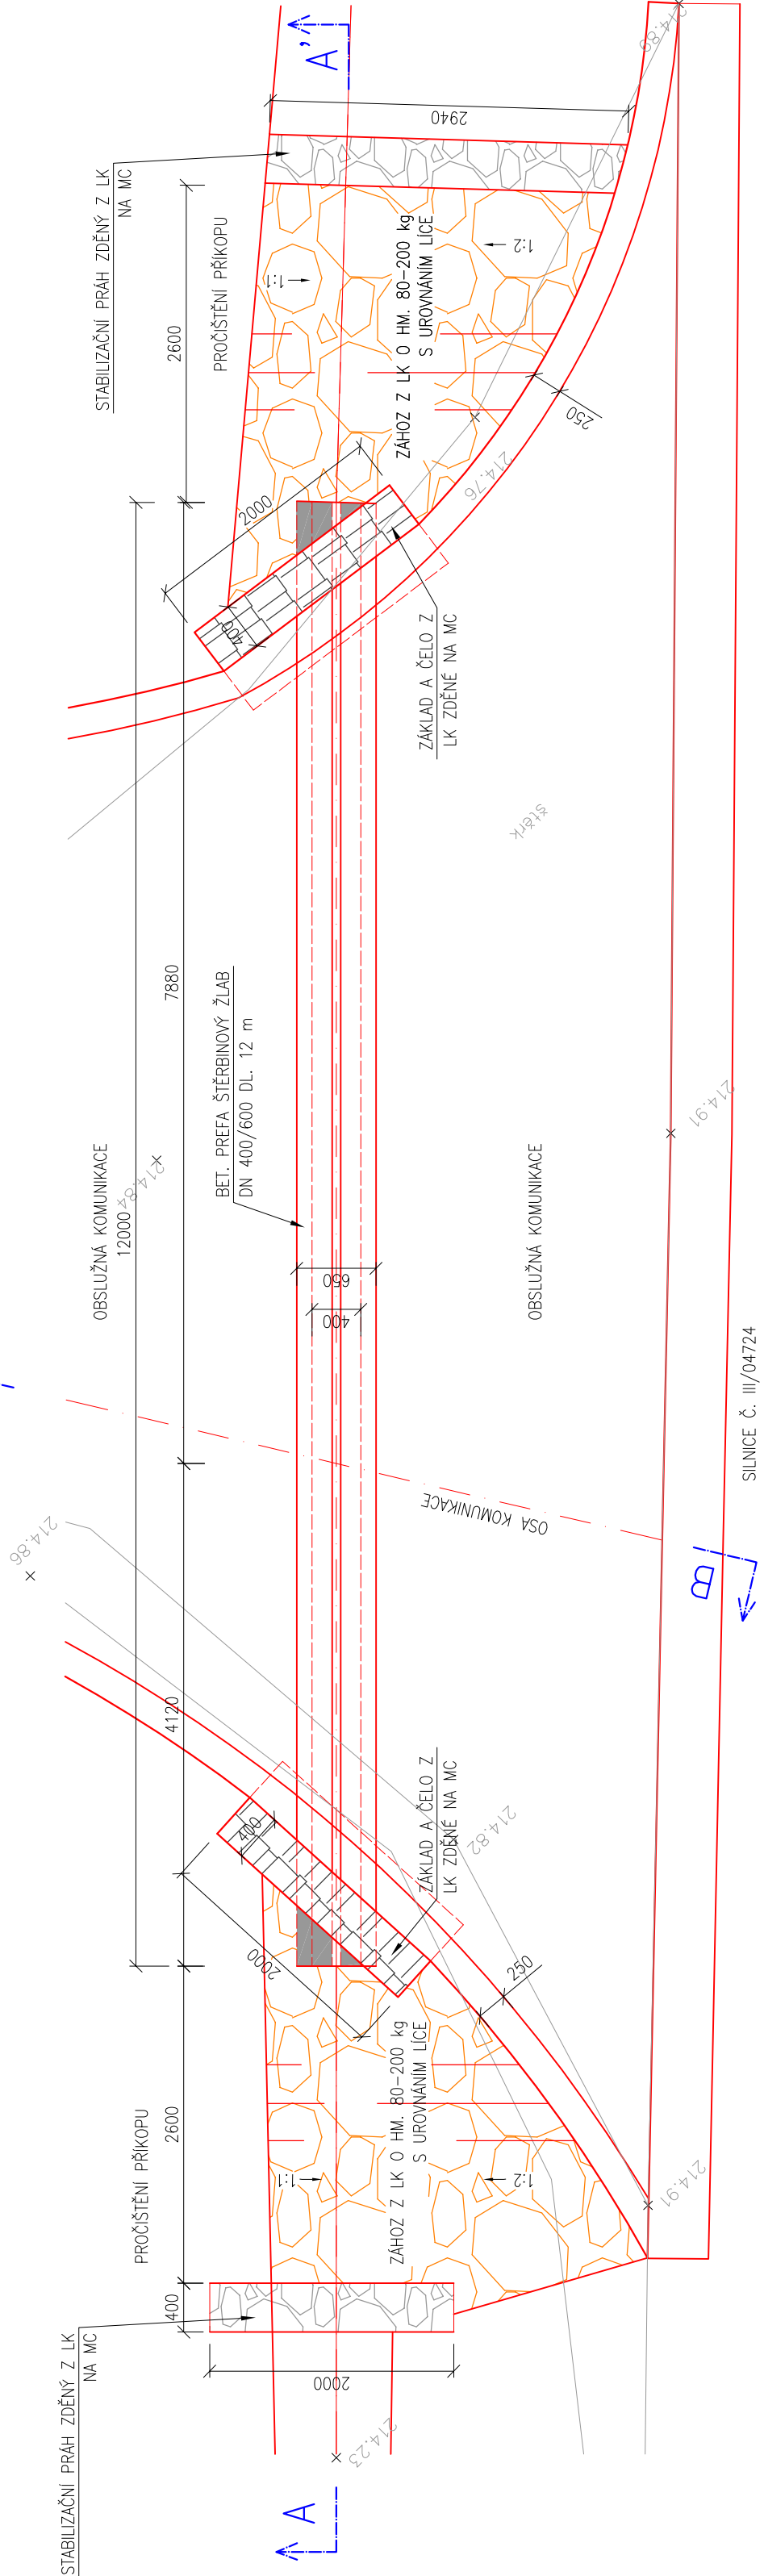 A'
214.89
2940
STABILIZAČNÍ PRÁH ZDĚNÝ Z LK
NA MC
PROČIŠTĚNÍ PŘÍKOPU
2600
1:1
1:2
ZÁHOZ Z LK O HM. 80-200 kg
S UROVNÁNÍM LÍCE
250
214.76
2000
400
ZÁKLAD A ČELO Z
LK ZDĚNÉ NA MC
štěrk
7880
BET. PREFA ŠTĚRBINOVÝ ŽLAB
DN 400/600 DL. 12 m
214.91
OBSLUŽNÁ KOMUNIKACE
12000
214.84
OBSLUŽNÁ KOMUNIKACE
650
400
SILNICE Č. III/04724
OSA KOMUNIKACE
214.86
B
4120
400
ZÁKLAD A ČELO Z
LK ZDĚNÉ NA MC
214.82
2000
250
ZÁHOZ Z LK O HM. 80-200 kg
S UROVNÁNÍM LÍCE
PROČIŠTĚNÍ PŘÍKOPU
2600
1:1
1:2
214.91
400
STABILIZAČNÍ PRÁH ZDĚNÝ Z LK
NA MC
2000
214.23
A